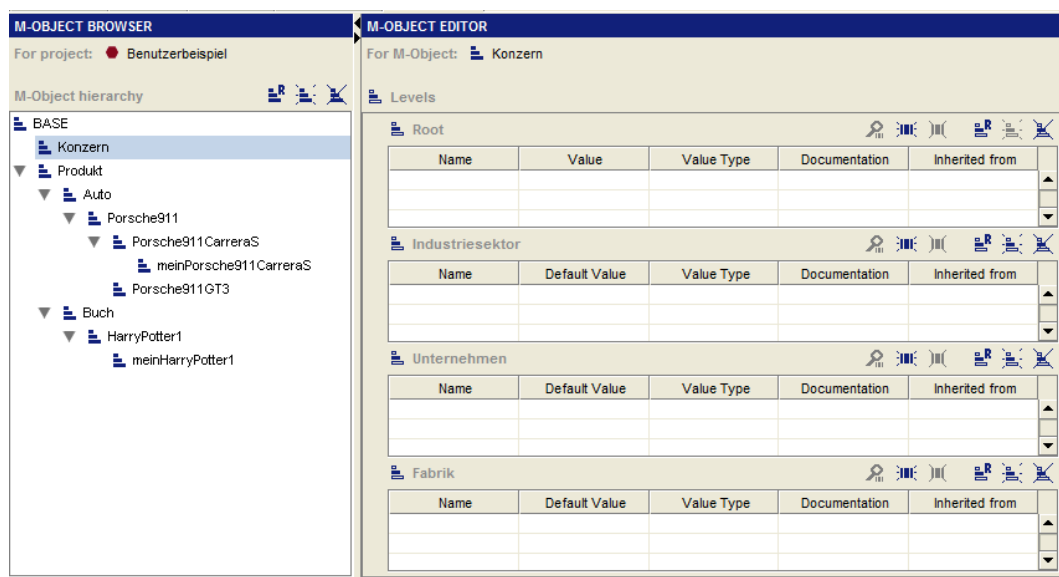 M-OBJECT BROWSER
For project: Benutzerbeispiel
M-Object hierarchy
BASE
Konzern
Produkt
Auto
Porsche911
Porsche911CarreraS
meinPorsche911CarreraS
Porsche911GT3
Buch
HarryPotter1
meinHarryPotter1
M-OBJECT EDITOR
For M-Object: Konzern
Levels
Root
Name Value Value Type Documentation Inherited from
Industriesektor
Name Default Value Value Type Documentation Inherited from
Unternehmen
Name Default Value Value Type Documentation Inherited from
Fabrik
Name Default Value Value Type Documentation Inherited from